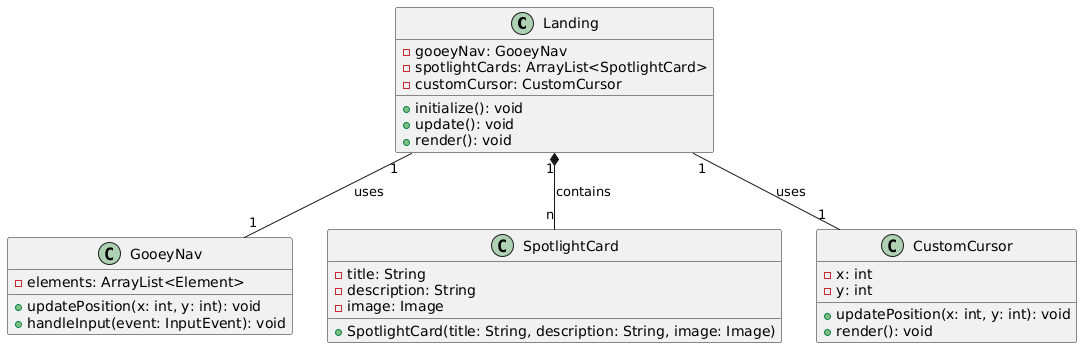 C Landing
gooeyNav: GooeyNav
spotlightCards: ArrayList<SpotlightCard>
customCursor: CustomCursor
initialize(): void
update(): void
render(): void
1 1 1
uses contains uses
1 n 1
C GooeyNav
elements: ArrayList<Element>
updatePosition(x: int, y: int): void
handleInput(event: InputEvent): void
C SpotlightCard
title: String
description: String
image: Image
SpotlightCard(title: String, description: String, image: Image)
C CustomCursor
x: int
y: int
updatePosition(x: int, y: int): void
render(): void